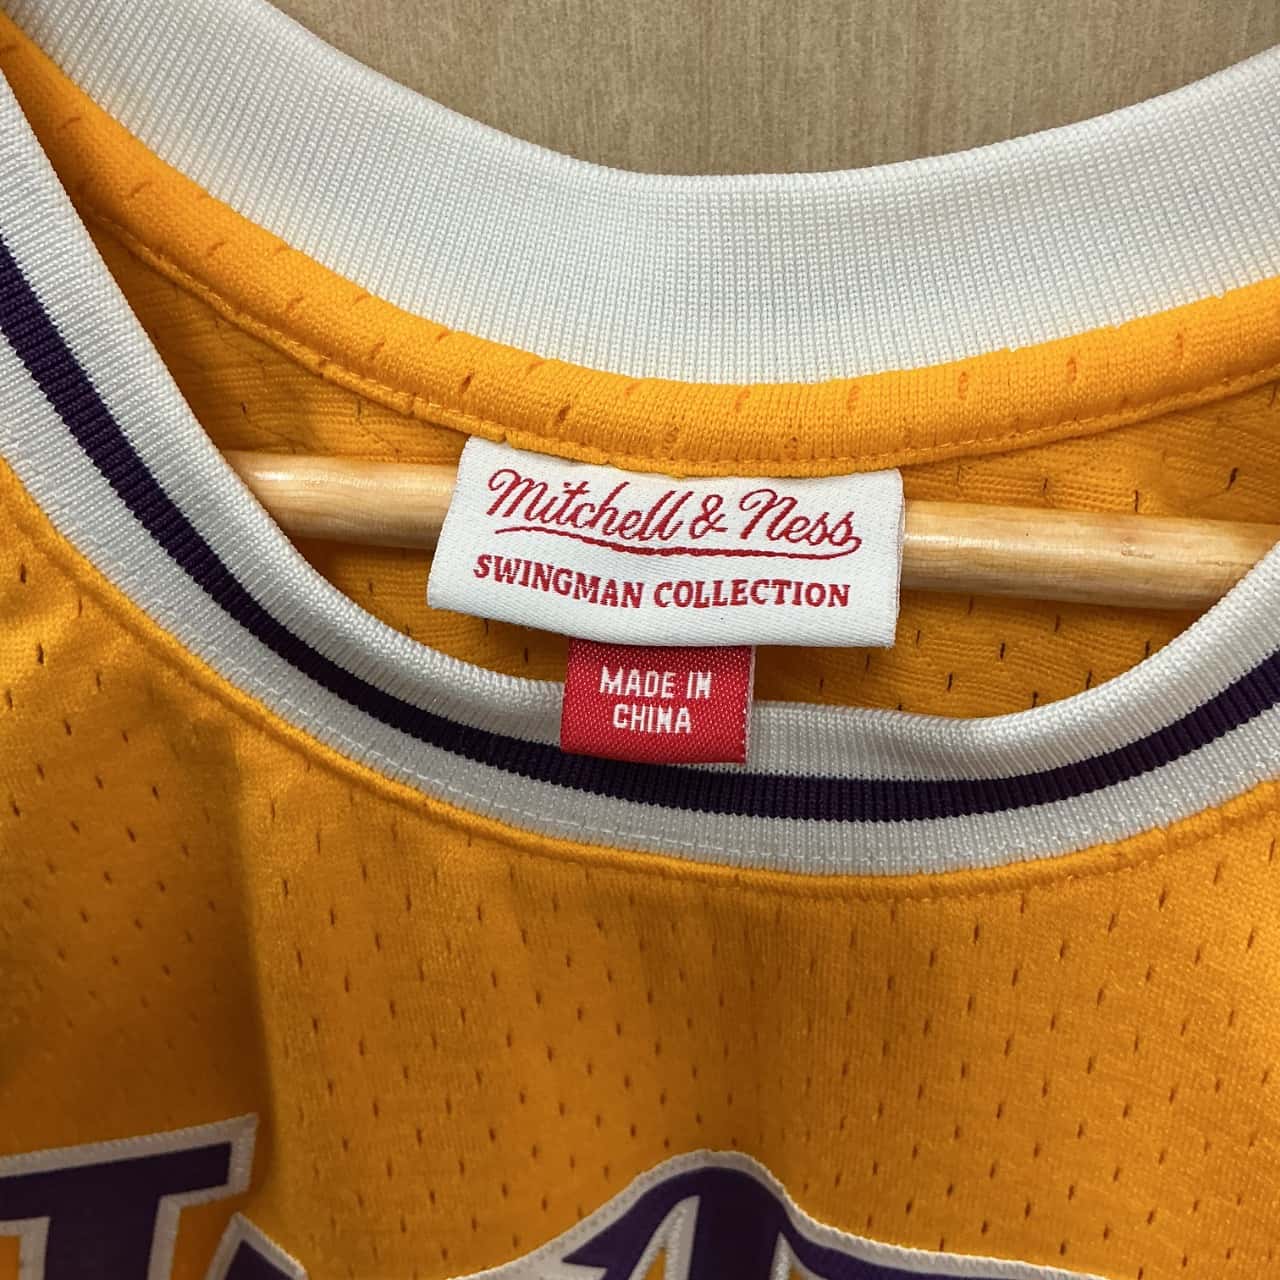 Mitchell & Ness
SWINGMAN COLLECTION
MADE IN
CHINA